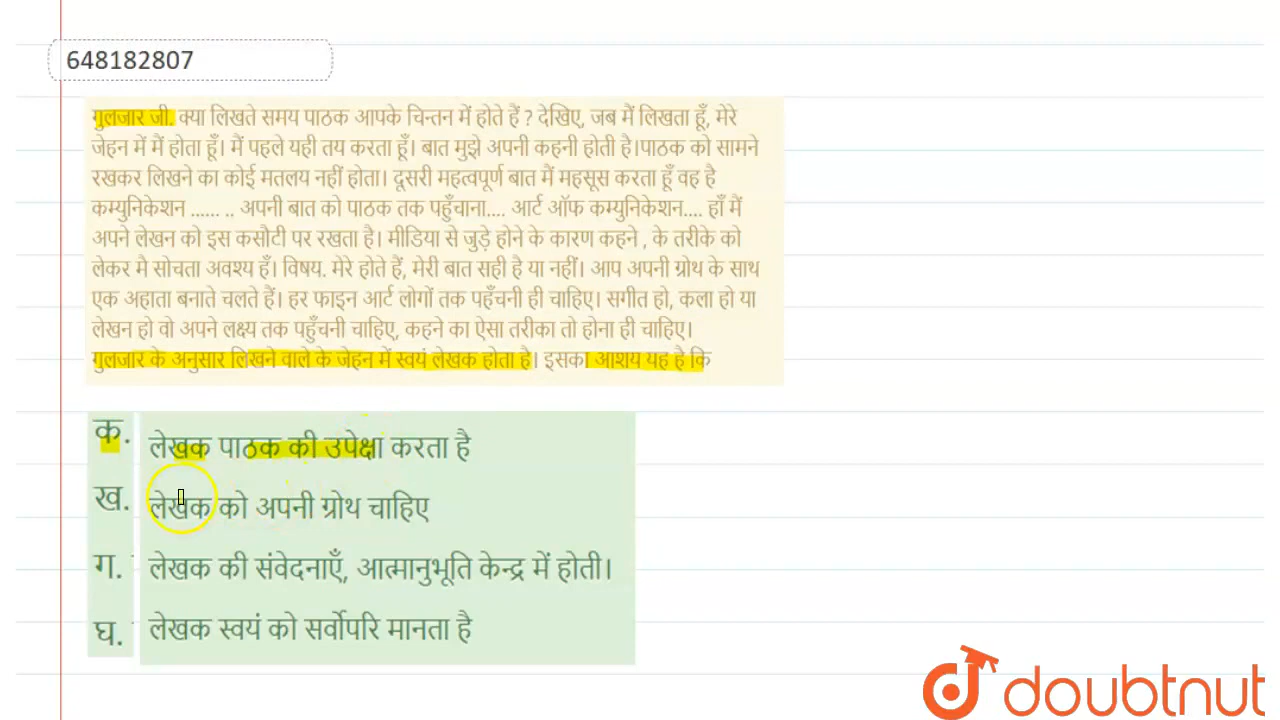 648182807
गुलजार जी. क्या लिखते समय पाठक आपके चिन्तन में होते हैं ? देखिए, जब मैं लिखता हूँ, मेरे
जेहन में मैं होता हूँ। मैं पहले यही तय करता हूँ। बात मुझे अपनी कहनी होती है।पाठक को सामने
रखकर लिखने का कोई मतलय नहीं होता। दूसरी महत्वपूर्ण बात मैं महसूस करता हूँ वह है
कम्युनिकेशन ...... .. अपनी बात को पाठक तक पहुँचाना.... आर्ट ऑफ कम्युनिकेशन.... हाँ मैं
अपने लेखन को इस कसौटी पर रखता है। मीडिया से जुड़े होने के कारण कहने , के तरीके को
लेकर मै सोचता अवश्य हँ। विषय. मेरे होते हैं, मेरी बात सही है या नहीं। आप अपनी ग्रोथ के साथ
एक अहाता बनाते चलते हैं। हर फाइन आर्ट लोगों तक पहँचनी ही चाहिए। सगीत हो, कला हो या
लेखन हो वो अपने लक्ष्य तक पहुँचनी चाहिए, कहने का ऐसा तरीका तो होना ही चाहिए।
गुलजार के अनुसार लिखने वाले के जेहन में स्वयं लेखक होता है। इसका आशय यह है कि
क. लेखक पाठक की उपेक्षा करता है
ख. लेखक को अपनी ग्रोथ चाहिए
ग. लेखक की संवेदनाएँ, आत्मानुभूति केन्द्र में होती।
घ. लेखक स्वयं को सर्वोपरि मानता है
doubtnut